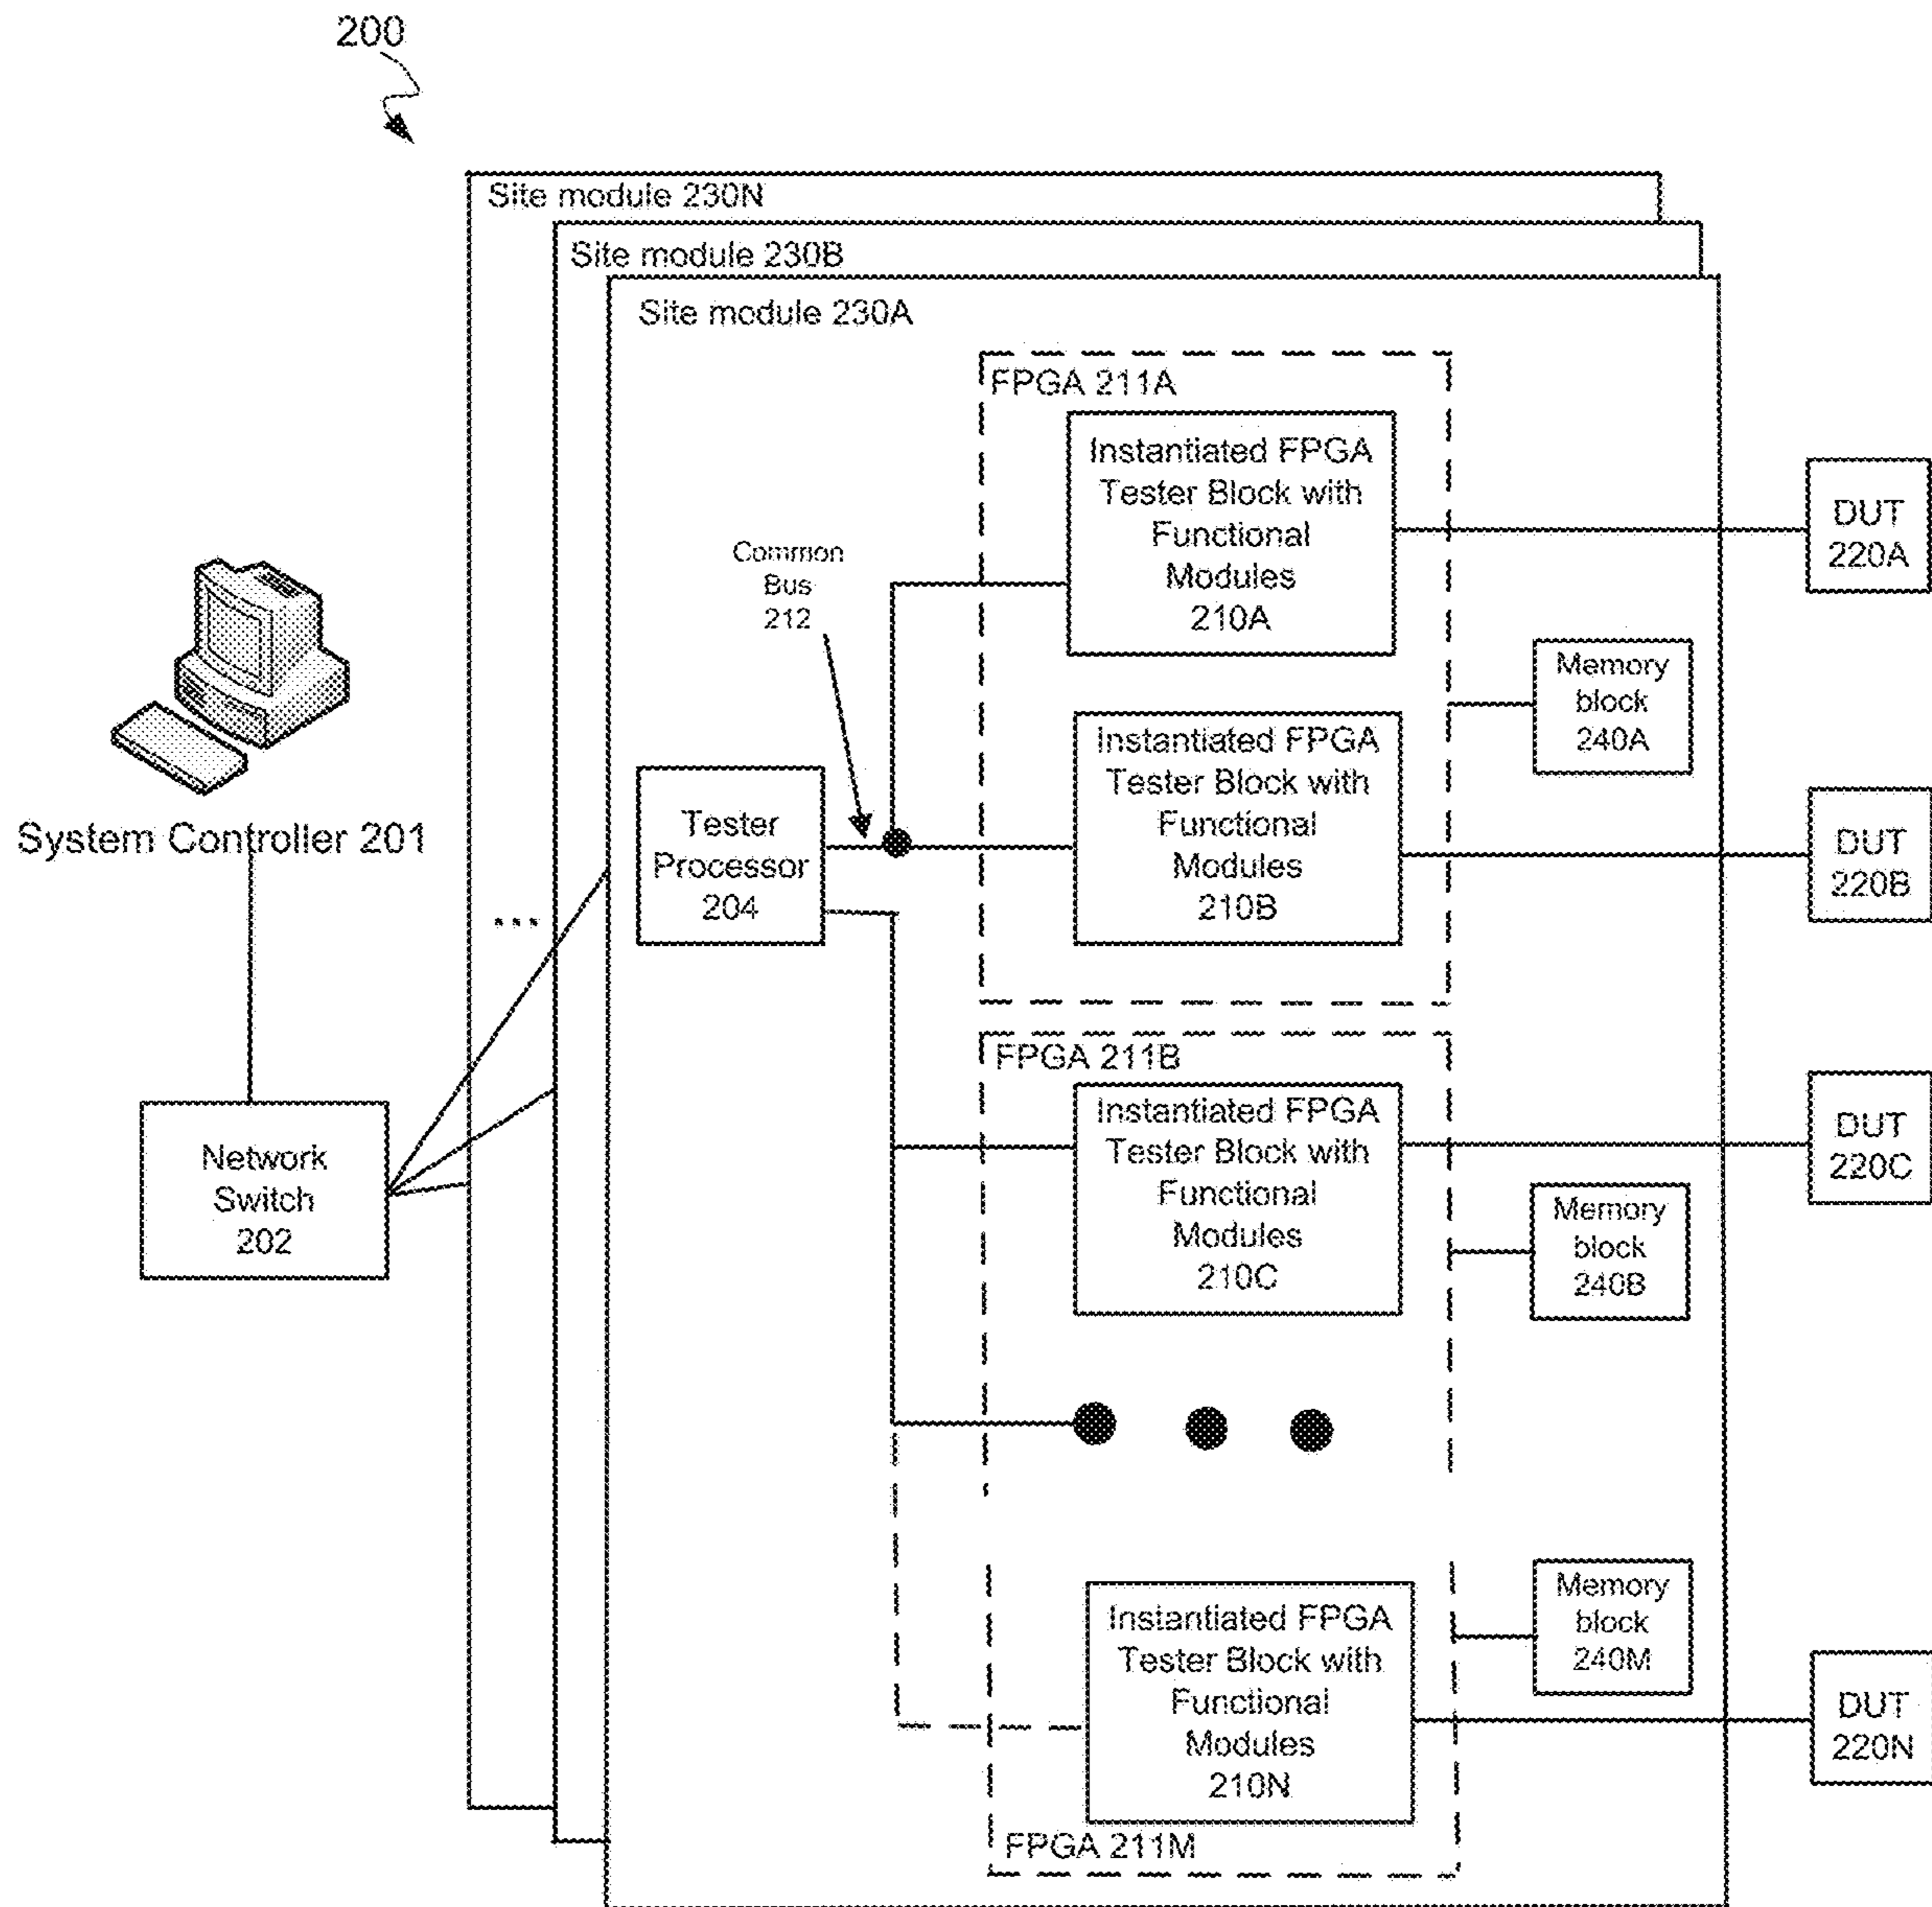 200
Site module 230N
Site module 230B
Site module 230A
FPGA 211A
Instantiated FPGA
Tester Block with
Functional
Modules
210A
DUT
220A
Common
Bus
212
Memory
block
240A
Instantiated FPGA
Tester Block with
Functional
Modules
210B
DUT
220B
System Controller 201
Tester
Processor
204
...
FPGA 211B
Instantiated FPGA
Tester Block with
Functional
Modules
210C
DUT
220C
Network
Switch
202
Memory
block
240B
Memory
block
240M
Instantiated FPGA
Tester Block with
Functional
Modules
210N
DUT
220N
FPGA 211M